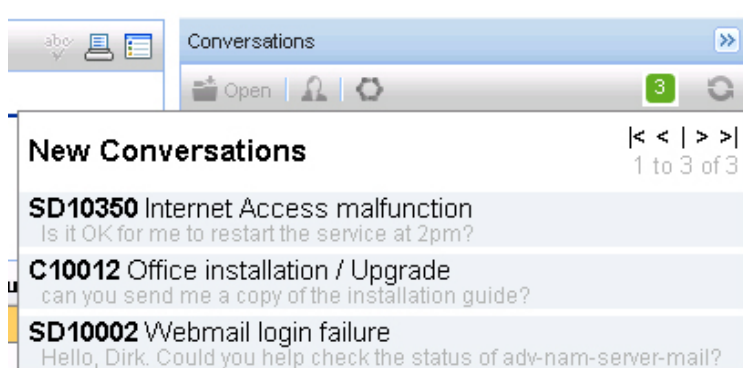 abc
Conversations
Open
3
New Conversations
|< < | > >|
1 to 3 of 3
SD10350 Internet Access malfunction
Is it OK for me to restart the service at 2pm?
C10012 Office installation / Upgrade
can you send me a copy of the installation guide?
SD10002 Webmail login failure
Hello, Dirk. Could you help check the status of adv-nam-server-mail?